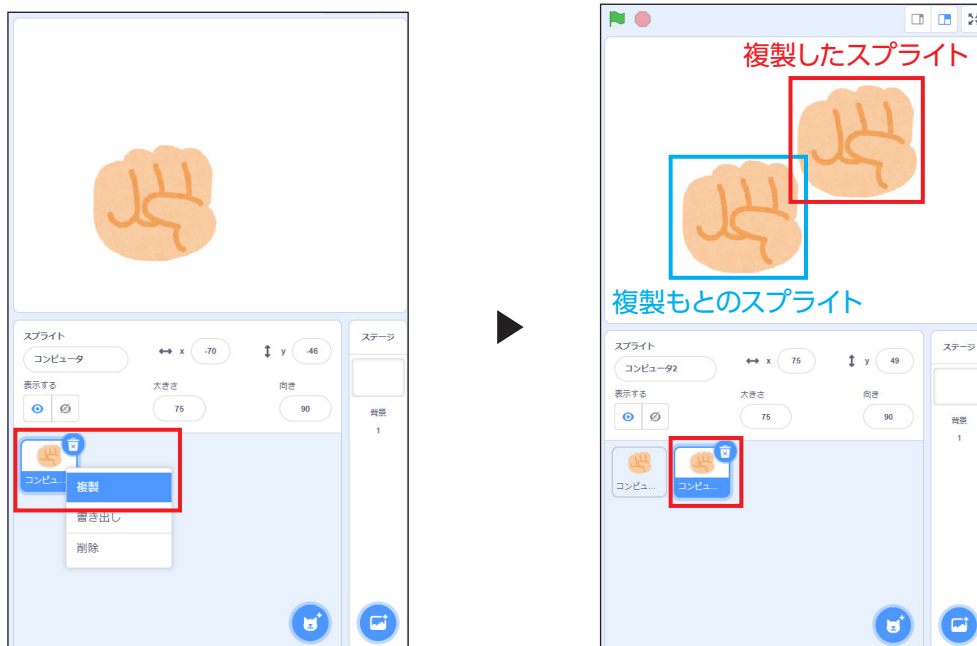 スプライト
コンピュータ
x -70
y -46
ステージ
表示する
大きさ
向き
75
90
背景
1
コンピュ...
複製
書き出し
削除
複製したスプライト
複製もとのスプライト
スプライト
コンピュータ2
x 75
y 49
ステージ
表示する
大きさ
向き
75
90
背景
1
コンピュ...
コンピュ...